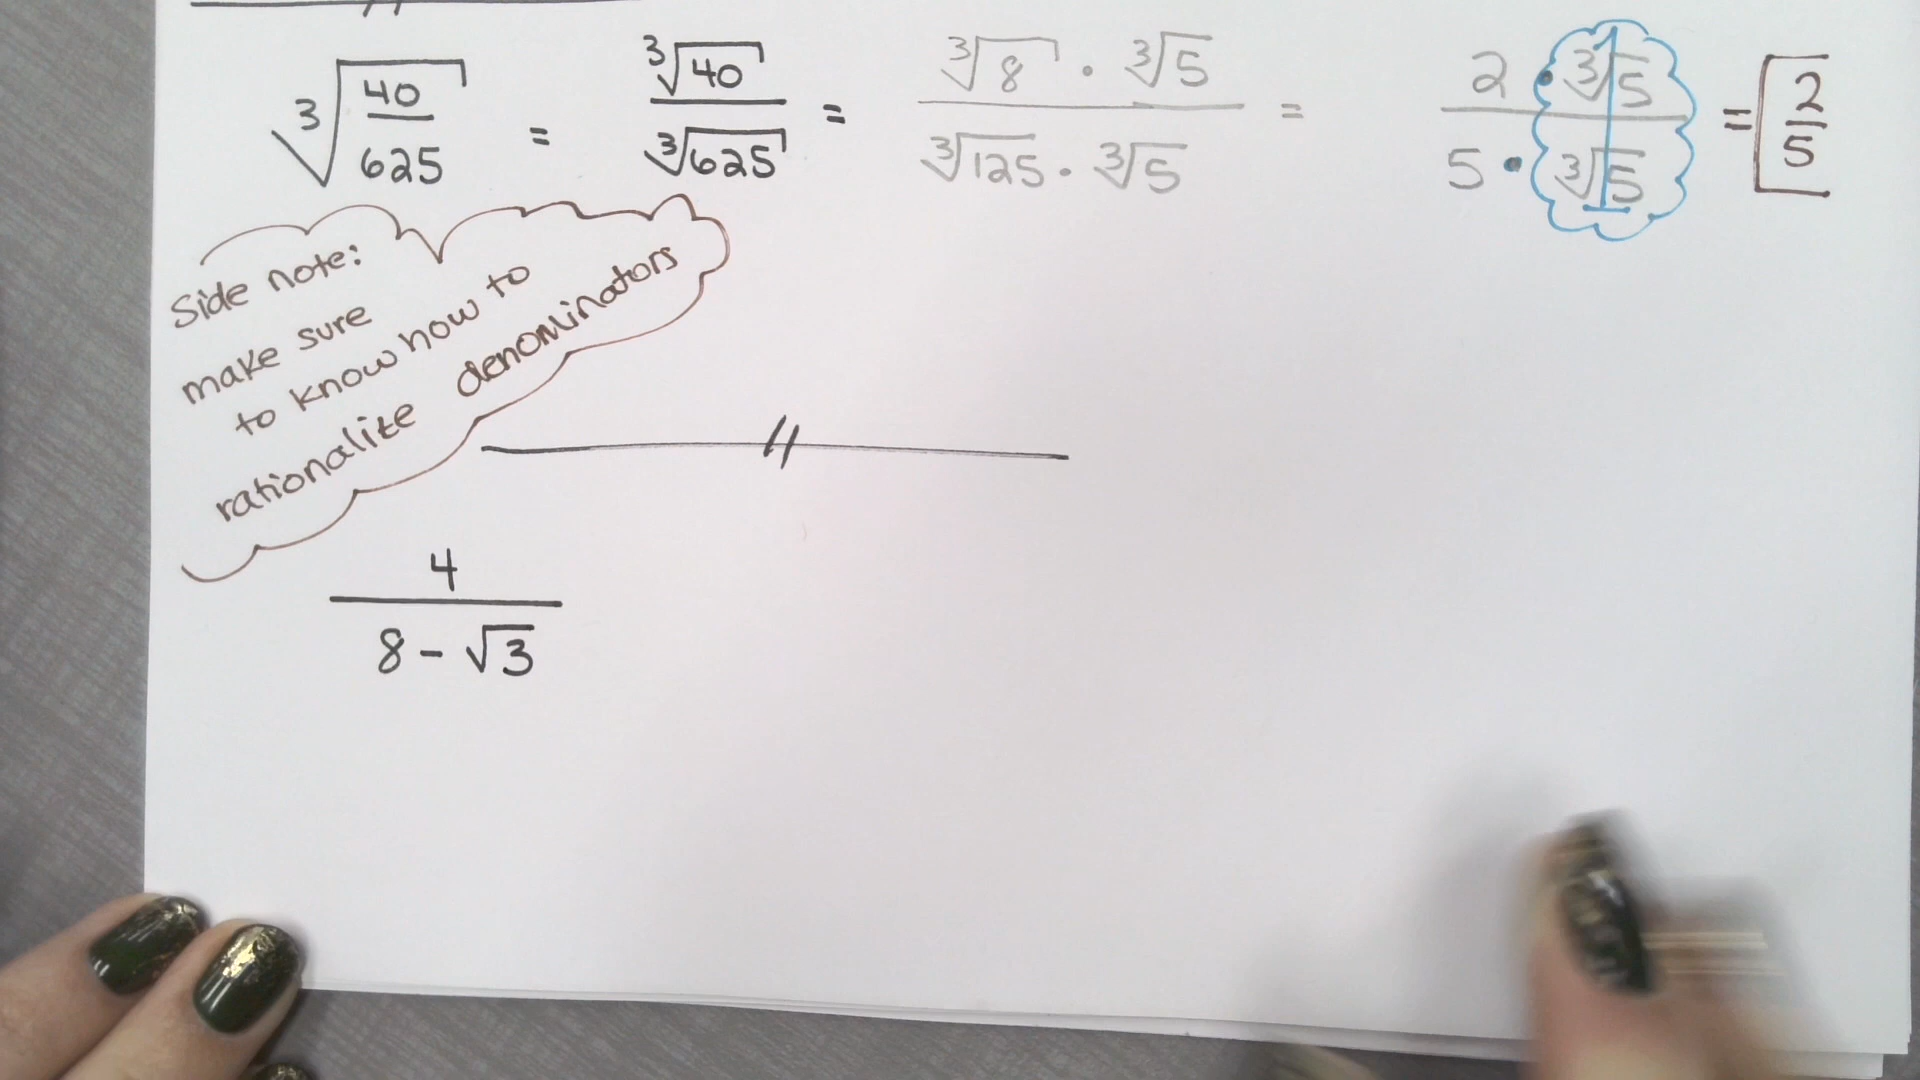 ∛(40/625) = ∛40/∛625 = (∛8 · ∛5)/(∛125 · ∛5) = (2 · ∛5)/(5 · ∛5) = 2/5
Side note:
make sure
to know how to
rationalize denominators
4/(8 - √3)